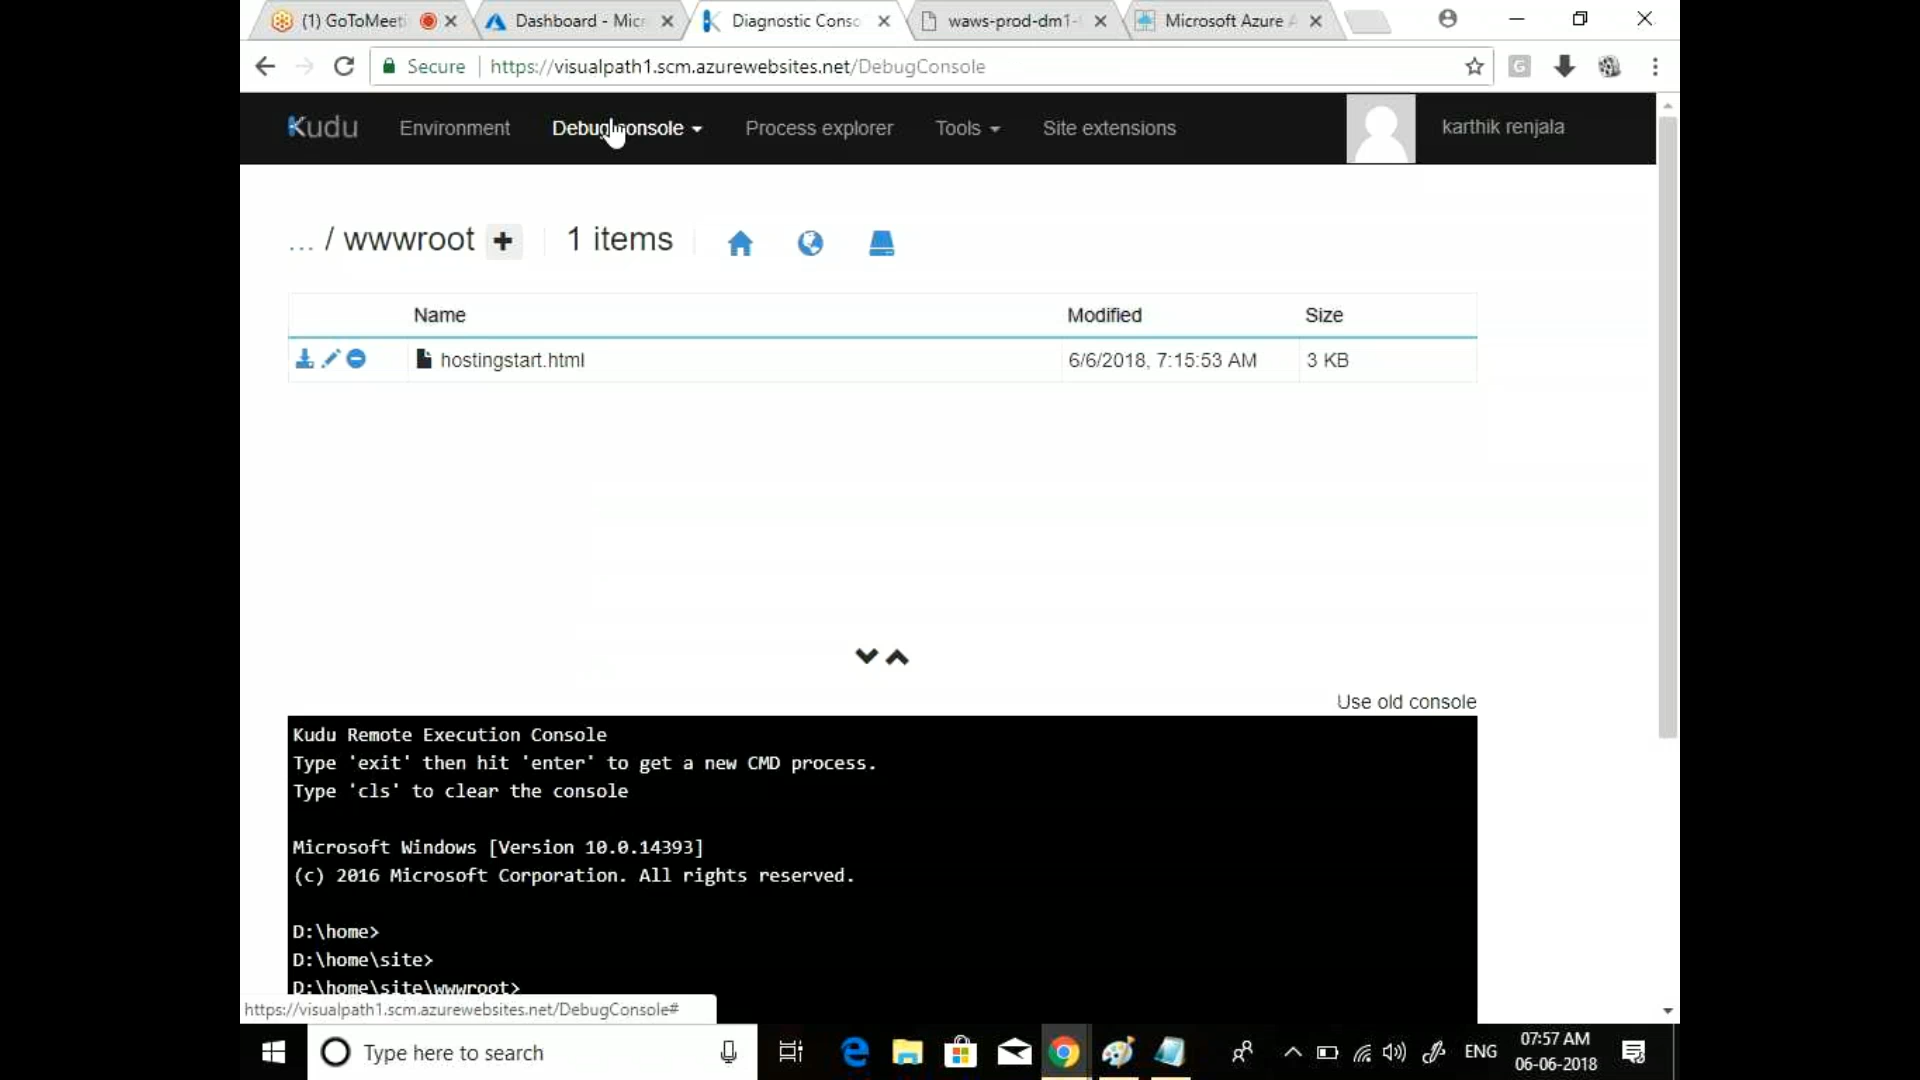 (1) GoToMeeti
Dashboard - Micr
Diagnostic Conso
waws-prod-dm1-
Microsoft Azure A
Secure
https://visualpath1.scm.azurewebsites.net/DebugConsole
G
Kudu
Environment
Debug console
Process explorer
Tools
Site extensions
karthik renjala
... / wwwroot
1 items
Name
Modified
Size
hostingstart.html
6/6/2018, 7:15:53 AM
3 KB
Use old console
Kudu Remote Execution Console
Type 'exit' then hit 'enter' to get a new CMD process.
Type 'cls' to clear the console
Microsoft Windows [Version 10.0.14393]
(c) 2016 Microsoft Corporation. All rights reserved.
D:\home>
D:\home\site>
D:\home\site\wwwroot>
https://visualpath1.scm.azurewebsites.net/DebugConsole#
Type here to search
ENG
07:57 AM
06-06-2018